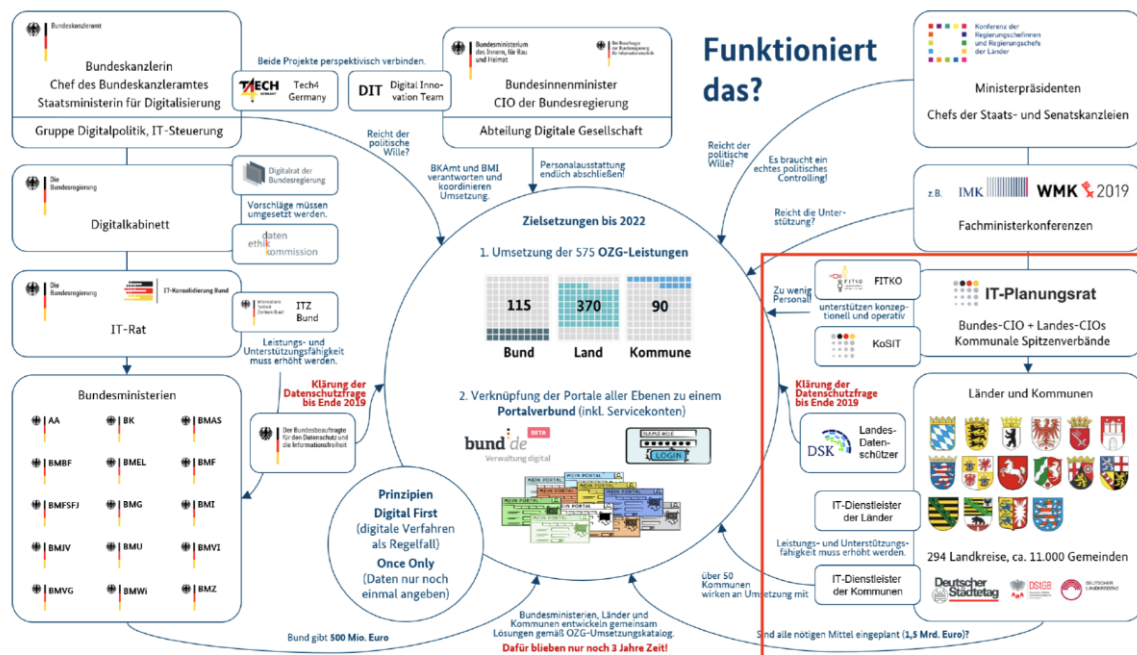 Bundeskanzleramt
Bundeskanzlerin
Chef des Bundeskanzleramtes
Staatsministerin für Digitalisierung
Gruppe Digitalpolitik, IT-Steuerung
Beide Projekte perspektivisch verbinden.
Tech4
Germany
DIT
Digital Inno-
vation Team
Bundesministerium
des Innern, für Bau
und Heimat
Der Beauftragte
der Bundesregierung
für Informationstechnik
Bundesinnenminister
CIO der Bundesregierung
Abteilung Digitale Gesellschaft
Funktioniert
das?
Konferenz der
Regierungschefinnen
und Regierungschefs
der Länder
Ministerpräsidenten
Chefs der Staats- und Senatskanzleien
Reicht der
politische
Wille?
BKAmt und BMI
verantworten und
koordinieren
Umsetzung.
Personalausstattung
endlich abschließen!
Reicht der
politische
Wille?
Es braucht ein
echtes politisches
Controlling!
Die
Bundesregierung
Digitalkabinett
Digitalrat der
Bundesregierung
Vorschläge müssen
umgesetzt werden.
daten
ethik
kommission
z.B.
IMK
WMK 2019
Fachministerkonferenzen
Reicht die Unter-
stützung?
Die
Bundesregierung
IT-Konsolidierung Bund
IT-Rat
ITZ
Bund
Leistungs- und
Unterstützungsfähigkeit
muss erhöht werden.
Zielsetzungen bis 2022
1. Umsetzung der 575 OZG-Leistungen
115
370
90
Bund
Land
Kommune
2. Verknüpfung der Portale aller Ebenen zu einem
Portalverbund (inkl. Servicekonten)
bund.de
BETA
Verwaltung digital
LOGIN
MEIN PORTAL
Zu wenig
Personal!
FITKO
FITKO
unterstützen konzep-
tionell und operativ
KoSIT
IT-Planungsrat
Bundes-CIO + Landes-CIOs
Kommunale Spitzenverbände
Bundesministerien
AA
BK
BMAS
BMBF
BMEL
BMF
BMFSFJ
BMG
BMI
BMJV
BMU
BMVI
BMVG
BMWi
BMZ
Klärung der
Datenschutzfrage
bis Ende 2019
Der Bundesbeauftragte
für den Datenschutz und
die Informationsfreiheit
Prinzipien
Digital First
(digitale Verfahren
als Regelfall)
Once Only
(Daten nur noch
einmal angeben)
Klärung der
Datenschutzfrage
bis Ende 2019
DSK
Landes-
Daten-
schützer
Länder und Kommunen
IT-Dienstleister
der Länder
Leistungs- und Unterstützungs-
fähigkeit muss erhöht werden.
IT-Dienstleister
der Kommunen
über 50
Kommunen
wirken an Umsetzung mit
294 Landkreise, ca. 11.000 Gemeinden
Deutscher
Städtetag
DStGB
DEUTSCHER
LANDKREISTAG
Bund gibt 500 Mio. Euro
Bundesministerien, Länder und
Kommunen entwickeln gemeinsam
Lösungen gemäß OZG-Umsetzungskatalog.
Dafür blieben nur noch 3 Jahre Zeit!
Sind alle nötigen Mittel eingeplant (1,5 Mrd. Euro)?